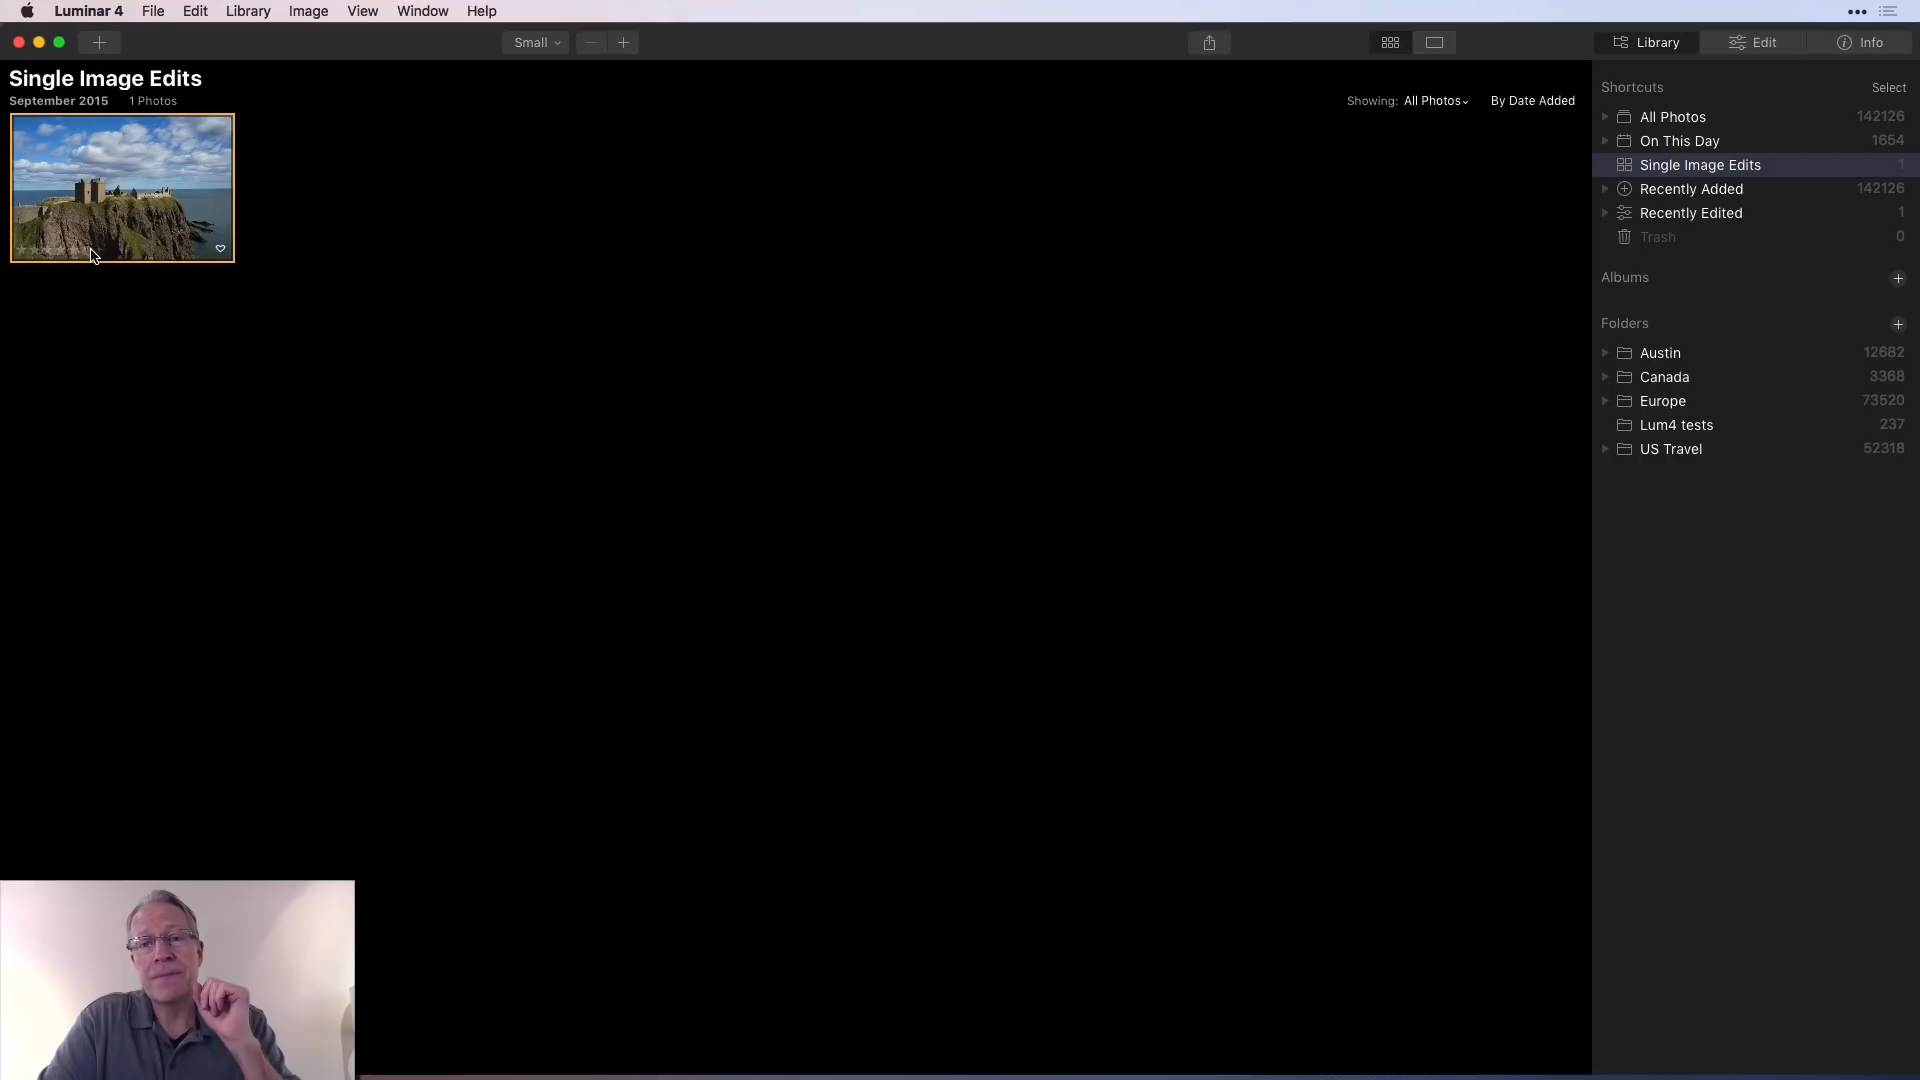 Luminar 4 File Edit Library Image View Window Help
Small
Library Edit Info
Single Image Edits
September 2015 1 Photos
Showing: All Photos By Date Added
Shortcuts Select
All Photos 142126
On This Day 1654
Single Image Edits 1
Recently Added 142126
Recently Edited 1
Trash 0
Albums
Folders
Austin 12682
Canada 3368
Europe 73520
Lum4 tests 237
US Travel 52318